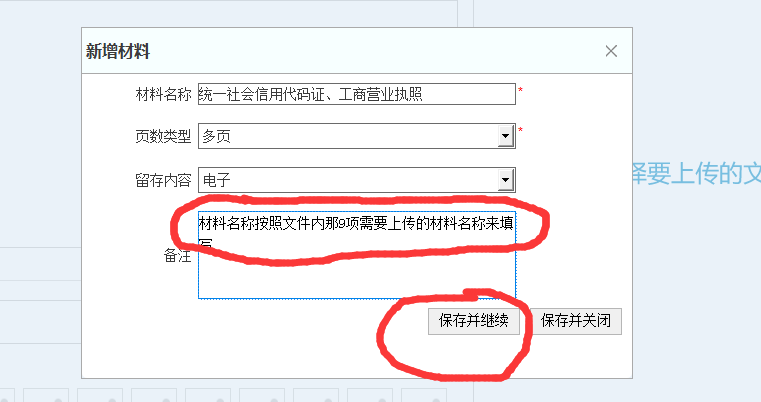 新增材料
材料名称 统一社会信用代码证、工商营业执照 *
页数类型 多页 *
留存内容 电子
择要上传的文
备注 材料名称按照文件内那9项需要上传的材料名称来填
写
保存并继续 保存并关闭